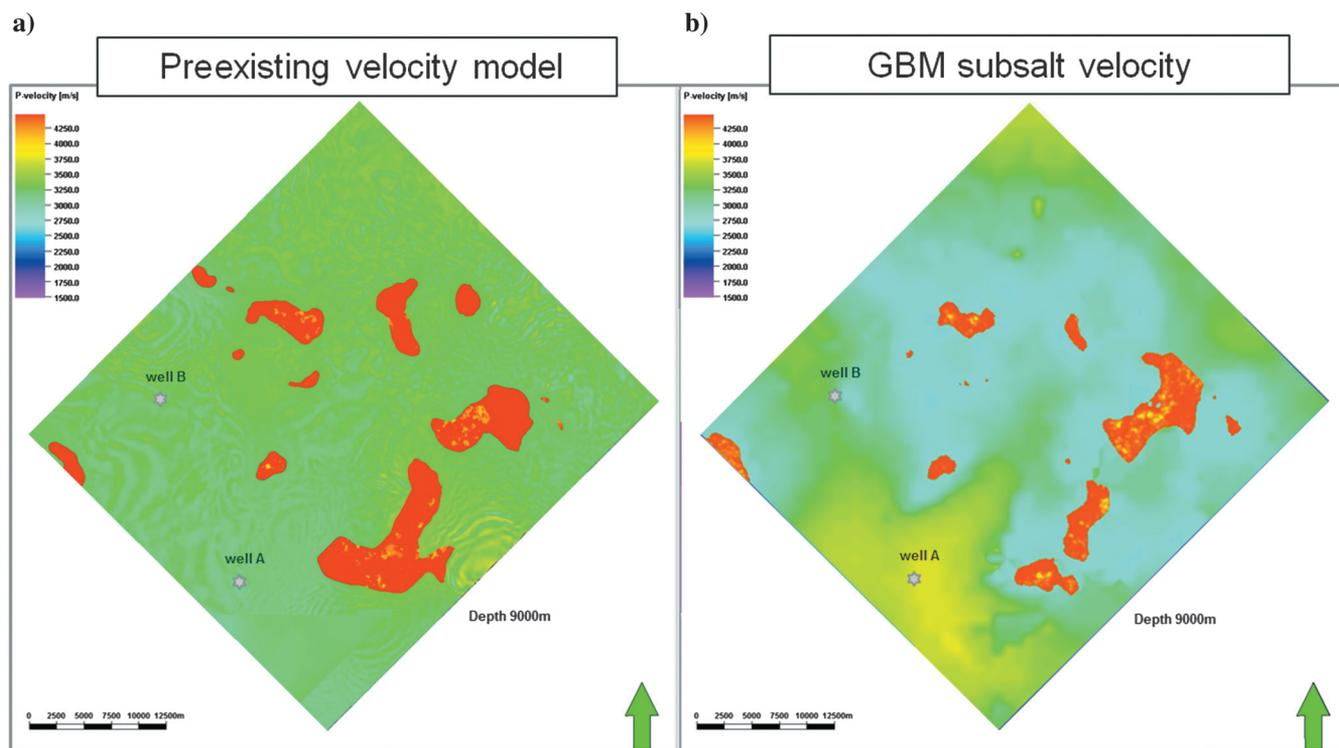 a)
Preexisting velocity model
P-velocity [m/s]
4250.0
4000.0
3750.0
3500.0
3250.0
3000.0
2750.0
2500.0
2250.0
2000.0
1750.0
1500.0
well B
well A
Depth 9000m
0 2500 5000 7500 10000 12500m
b)
GBM subsalt velocity
P-velocity [m/s]
4250.0
4000.0
3750.0
3500.0
3250.0
3000.0
2750.0
2500.0
2250.0
2000.0
1750.0
1500.0
well B
well A
Depth 9000m
0 2500 5000 7500 10000 12500m